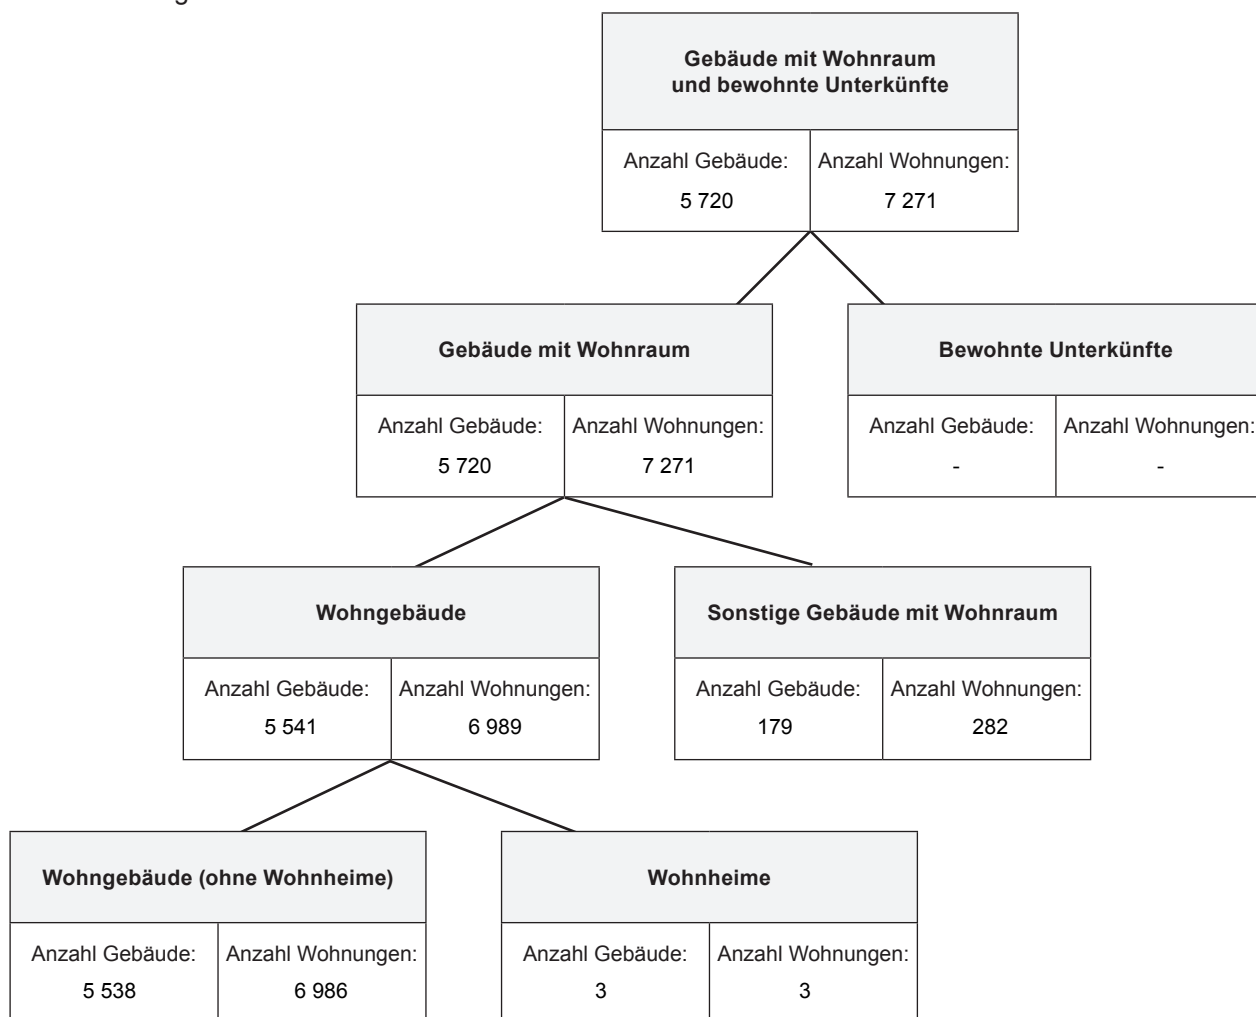 Gebäude mit Wohnraum
und bewohnte Unterkünfte
Anzahl Gebäude: Anzahl Wohnungen:
5 720 7 271
Gebäude mit Wohnraum Bewohnte Unterkünfte
Anzahl Gebäude: Anzahl Wohnungen: Anzahl Gebäude: Anzahl Wohnungen:
5 720 7 271 - -
Wohngebäude Sonstige Gebäude mit Wohnraum
Anzahl Gebäude: Anzahl Wohnungen: Anzahl Gebäude: Anzahl Wohnungen:
5 541 6 989 179 282
Wohngebäude (ohne Wohnheime) Wohnheime
Anzahl Gebäude: Anzahl Wohnungen: Anzahl Gebäude: Anzahl Wohnungen:
5 538 6 986 3 3